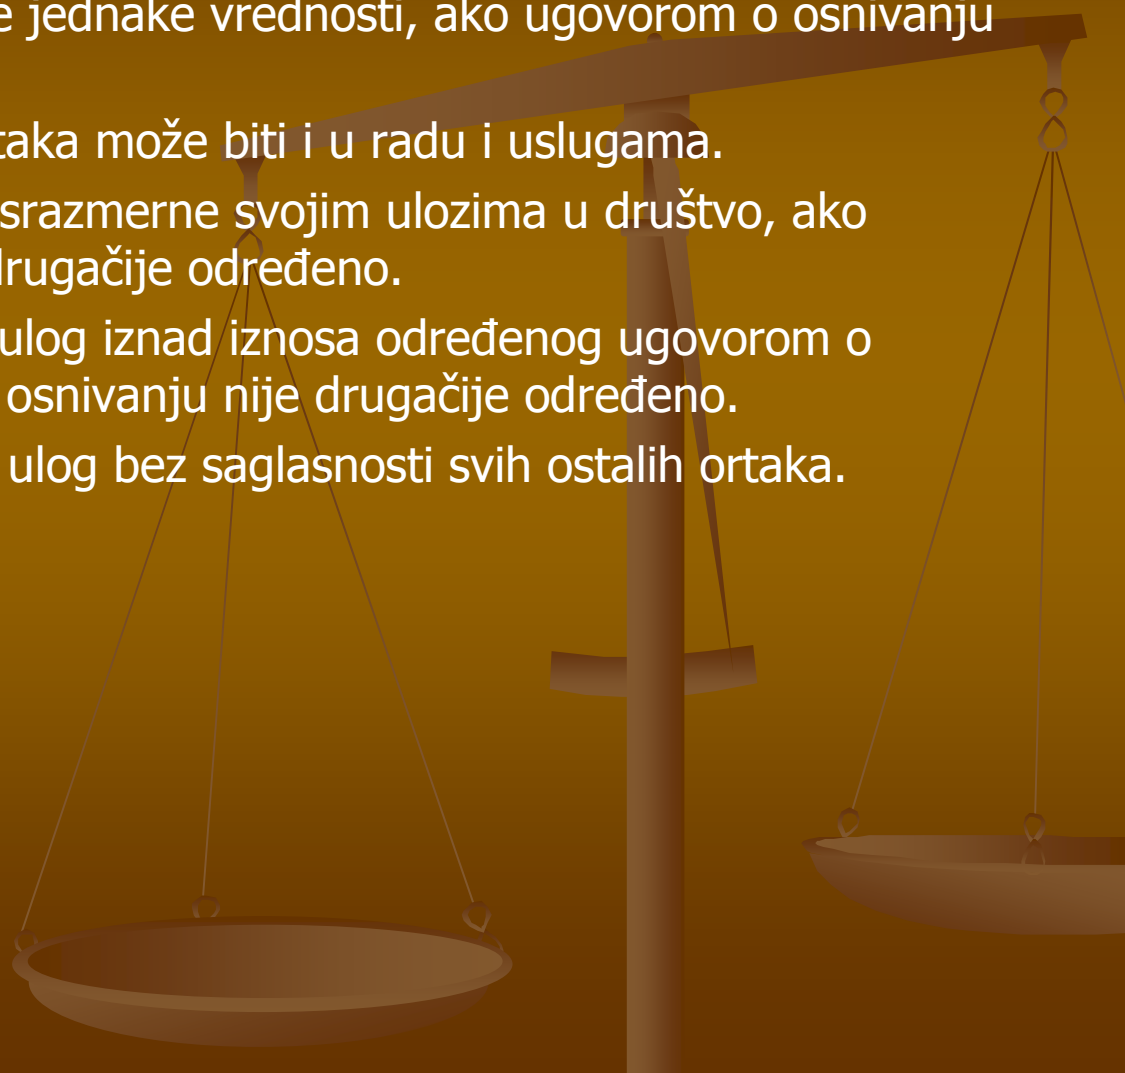 jednake vrednosti, ako ugovorom o osnivanju
može biti i u radu i uslugama.
srazmerne svojim ulozima u društvo, ako
drugačije određeno.
ulog iznad iznosa određenog ugovorom o
osnivanju nije drugačije određeno.
ulog bez saglasnosti svih ostalih ortaka.